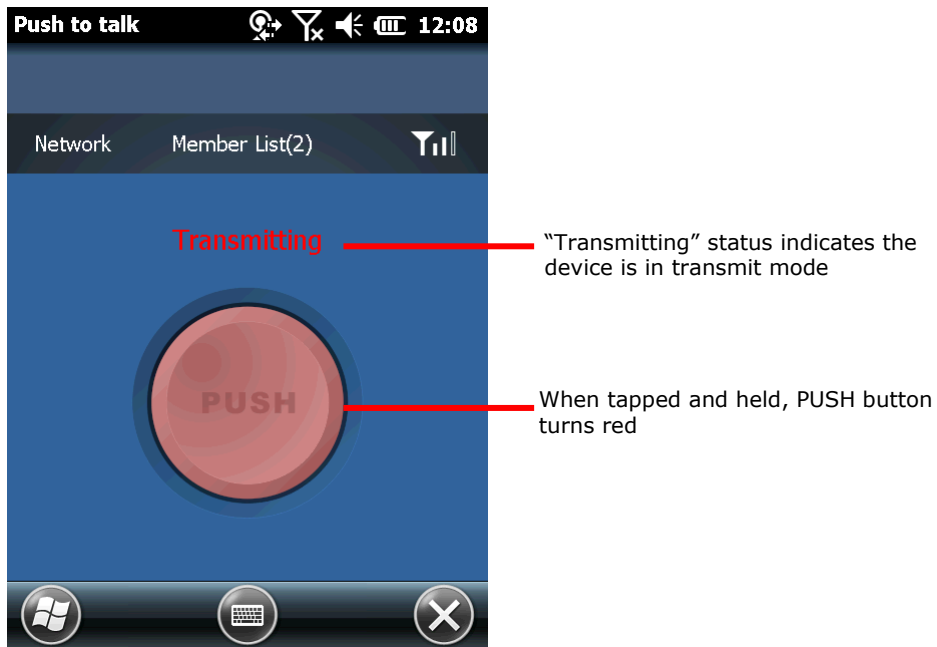 Push to talk 12:08
Network Member List(2)
Transmitting
“Transmitting” status indicates the
device is in transmit mode
PUSH
When tapped and held, PUSH button
turns red